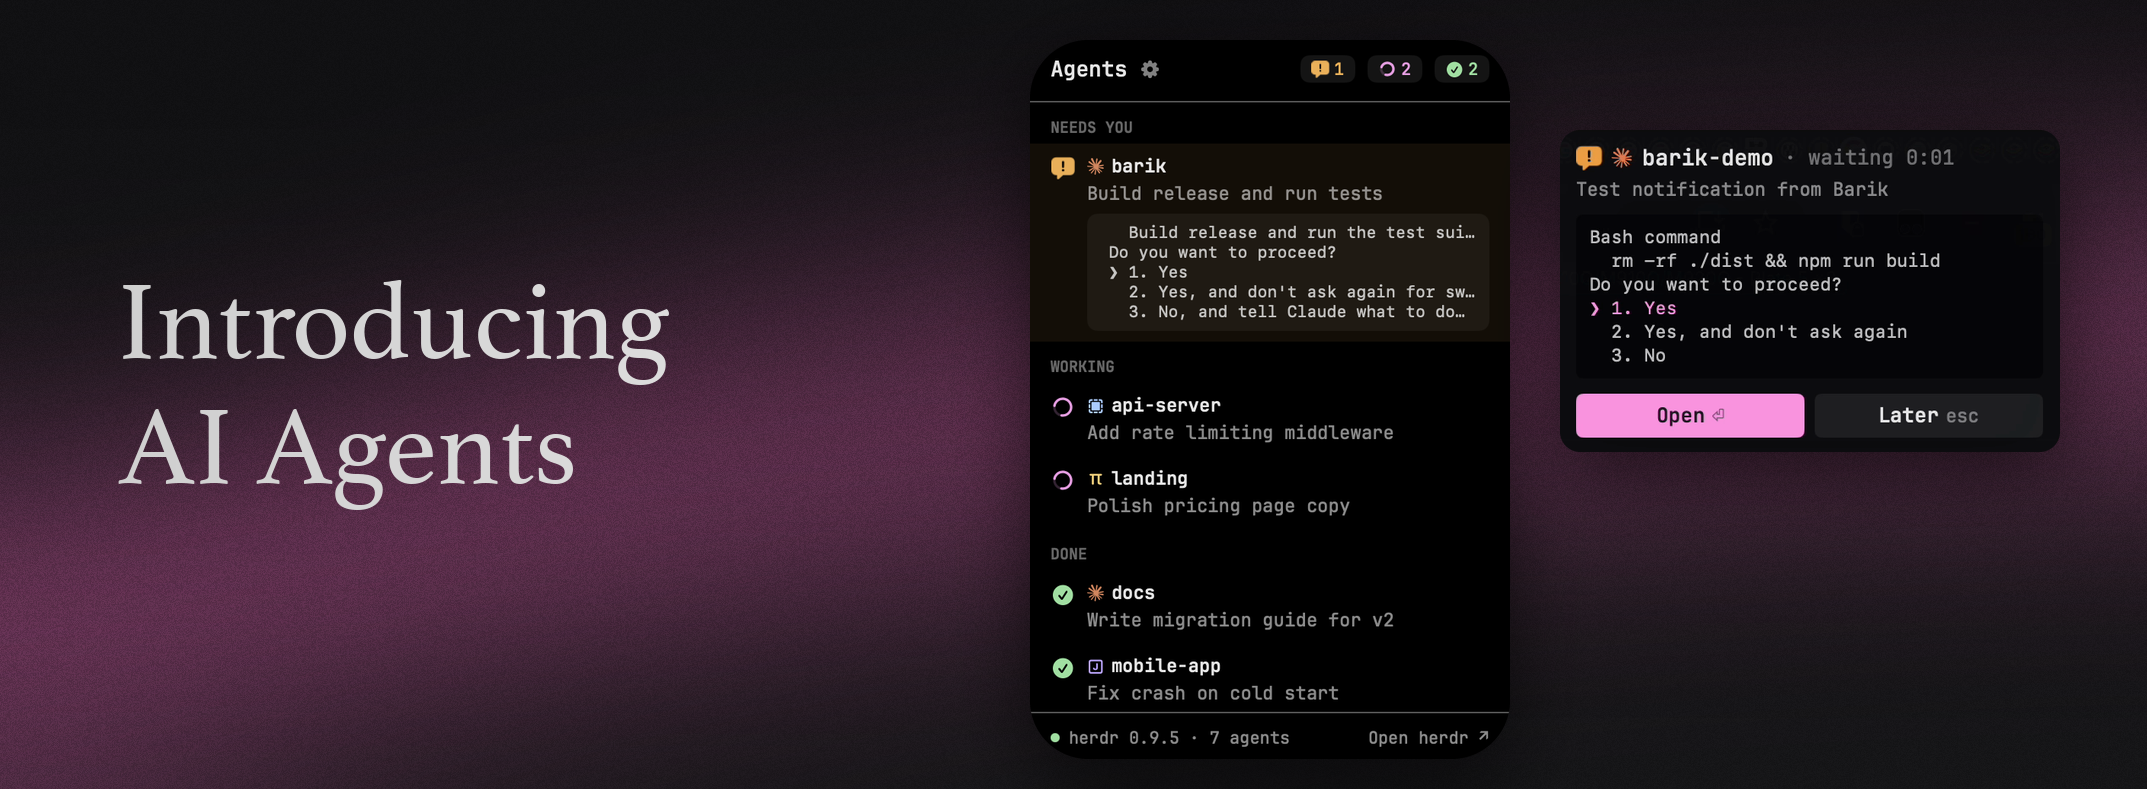 Introducing
AI Agents
Agents
1
2
2
NEEDS YOU
barik
Build release and run tests
Build release and run the test sui…
Do you want to proceed?
❯ 1. Yes
2. Yes, and don't ask again for sw…
3. No, and tell Claude what to do…
WORKING
api-server
Add rate limiting middleware
π landing
Polish pricing page copy
DONE
docs
Write migration guide for v2
J mobile-app
Fix crash on cold start
herdr 0.9.5 · 7 agents
Open herdr ↗
barik-demo · waiting 0:01
Test notification from Barik
Bash command
rm -rf ./dist && npm run build
Do you want to proceed?
❯ 1. Yes
2. Yes, and don't ask again
3. No
Open ⏎
Later esc